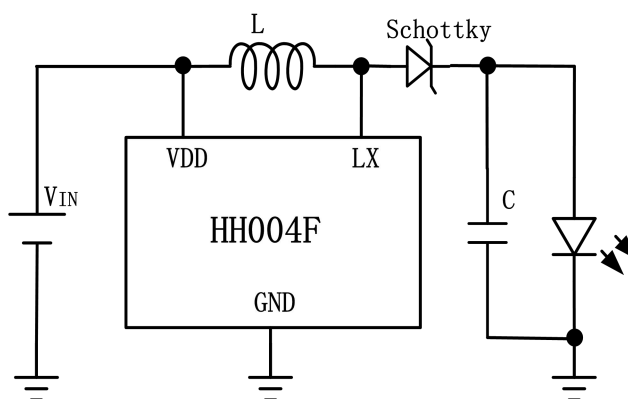 L
Schottky
VDD
LX
VIN
HH004F
C
GND